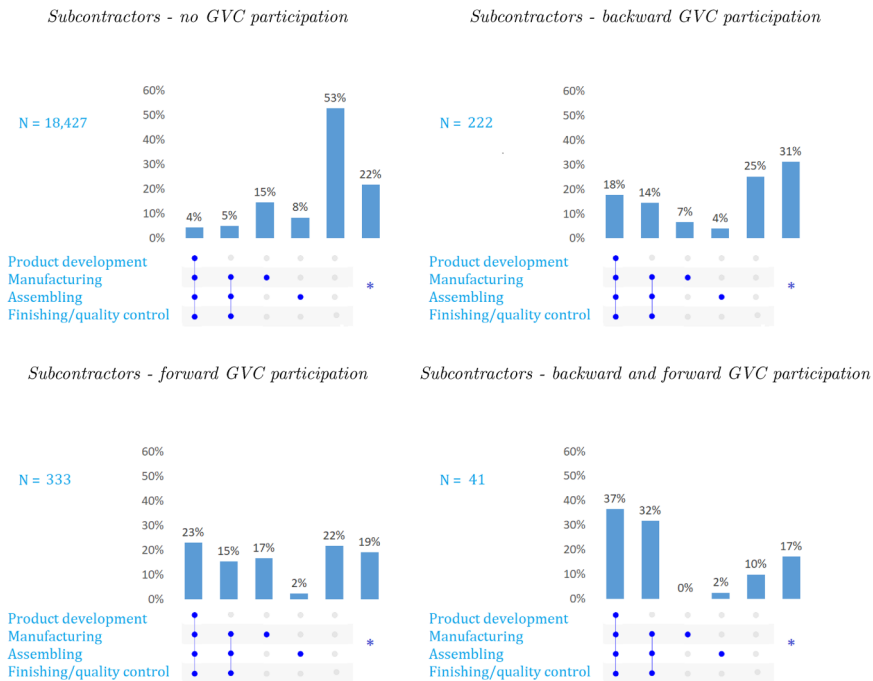 Subcontractors - no GVC participation
N = 18,427
60%
50%
40%
30%
20%
10%
0%
4%
5%
15%
8%
53%
22%
Product development
Manufacturing
Assembling
Finishing/quality control
*
Subcontractors - backward GVC participation
N = 222
60%
50%
40%
30%
20%
10%
0%
18%
14%
7%
4%
25%
31%
Product development
Manufacturing
Assembling
Finishing/quality control
*
Subcontractors - forward GVC participation
N = 333
60%
50%
40%
30%
20%
10%
0%
23%
15%
17%
2%
22%
19%
Product development
Manufacturing
Assembling
Finishing/quality control
*
Subcontractors - backward and forward GVC participation
N = 41
60%
50%
40%
30%
20%
10%
0%
37%
32%
0%
2%
10%
17%
Product development
Manufacturing
Assembling
Finishing/quality control
*